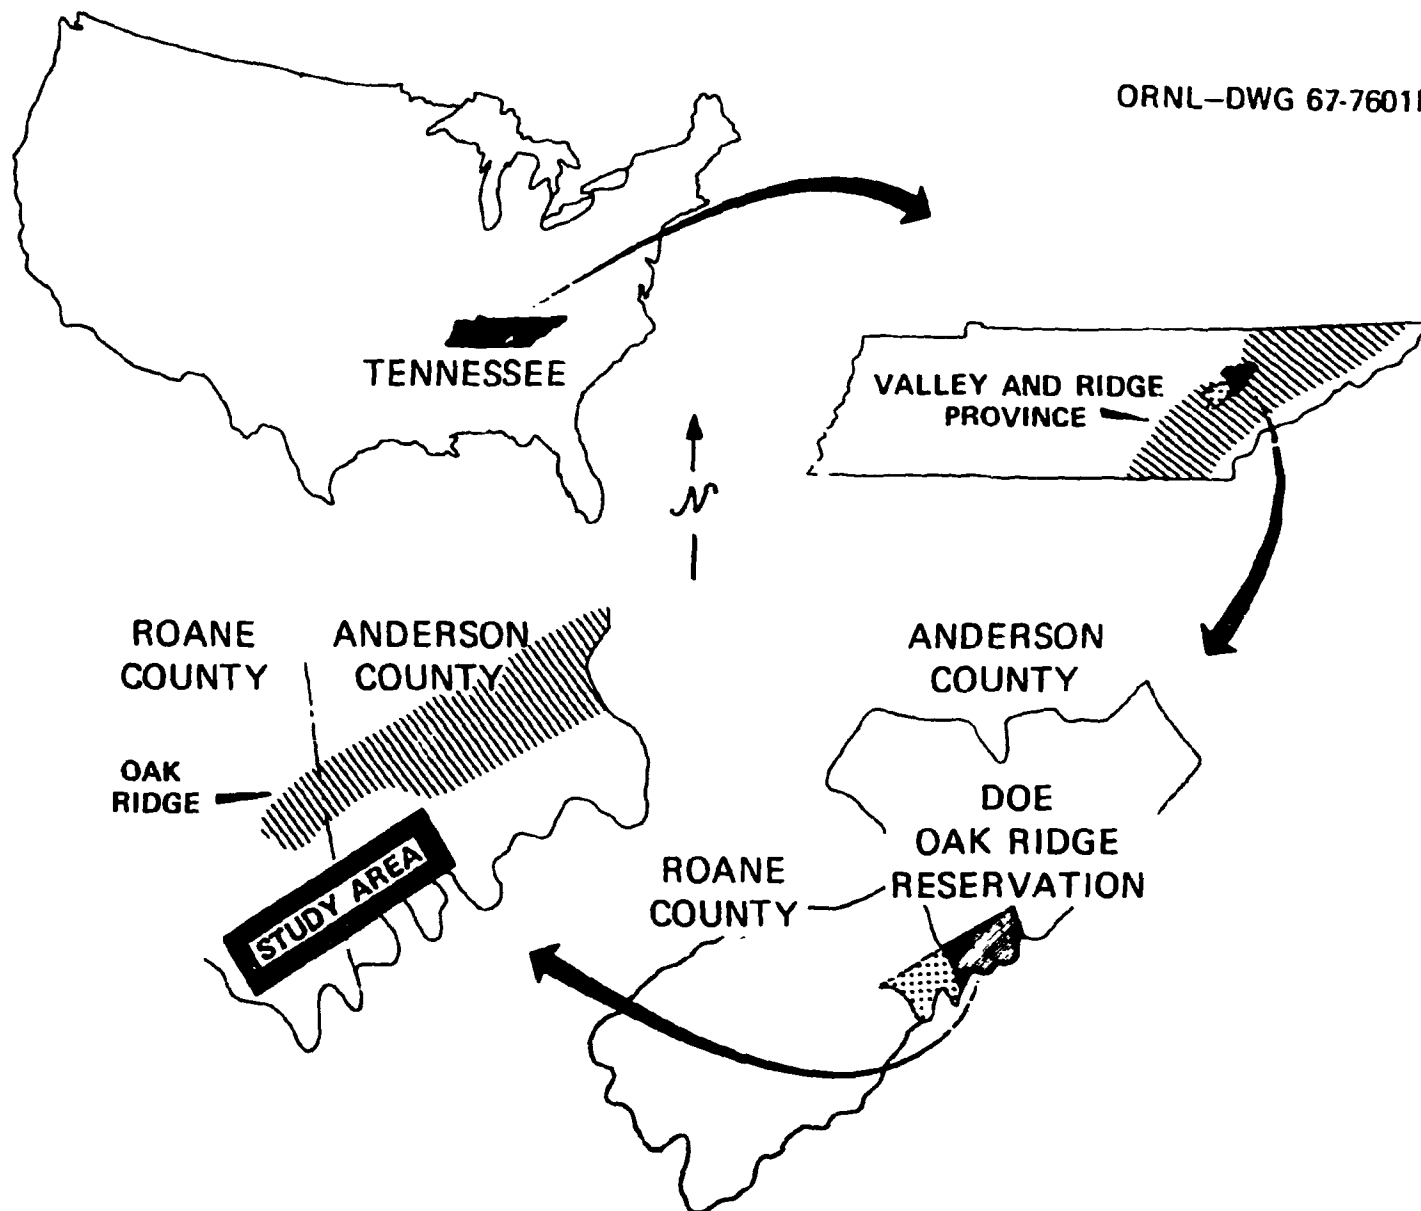 ORNL–DWG 67-7601
TENNESSEE
VALLEY AND RIDGE
PROVINCE
N
ROANE
COUNTY
ANDERSON
COUNTY
OAK
RIDGE
STUDY AREA
ANDERSON
COUNTY
DOE
OAK RIDGE
RESERVATION
ROANE
COUNTY